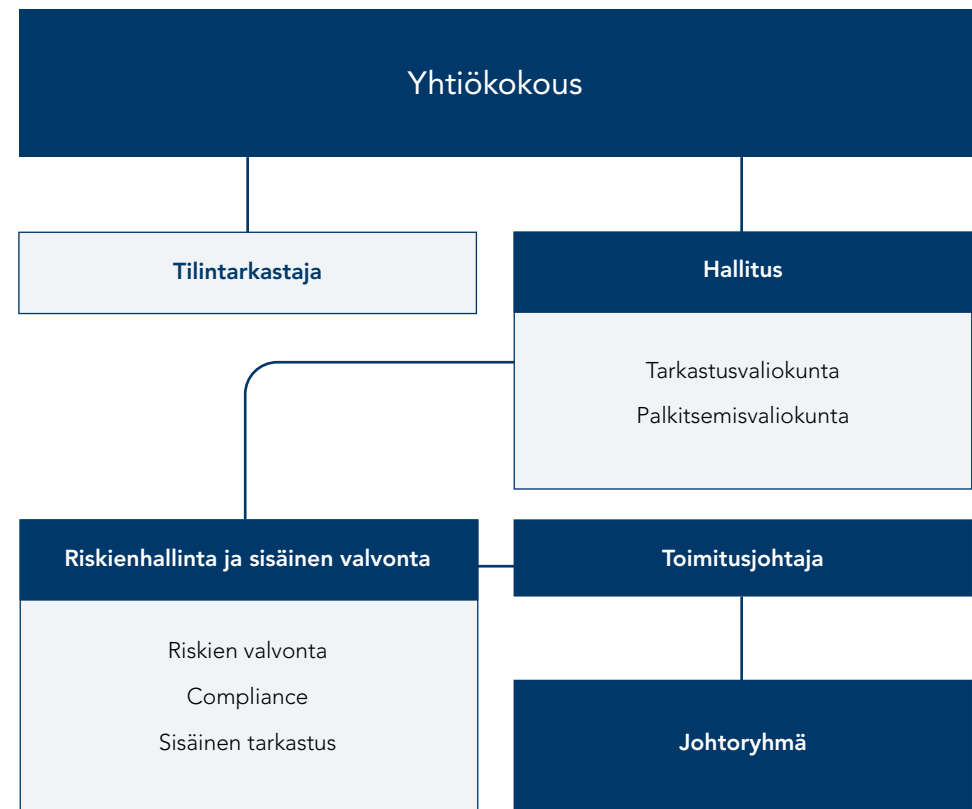 Yhtiökokous
Tilintarkastaja
Hallitus
Tarkastusvaliokunta
Palkitsemisvaliokunta
Riskienhallinta ja sisäinen valvonta
Riskien valvonta
Compliance
Sisäinen tarkastus
Toimitusjohtaja
Johtoryhmä